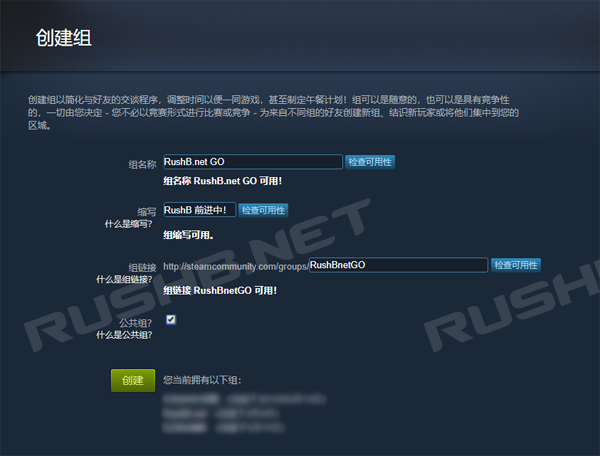 创建组
创建组以简化与好友的交谈程序，调整时间以便一同游戏，甚至制定午餐计划！组可以是随意的，也可以是具有竞争性
的，一切由您决定 - 您不必以竞赛形式进行比赛或竞争 - 为来自不同组的好友创建新组、结识新玩家或将他们集中到您的
区域。
组名称 RushB.net GO 检查可用性
组名称 RushB.net GO 可用！
缩写 RushB 前进中! 检查可用性
什么是缩写?
组缩写可用。
组链接 http://steamcommunity.com/groups/RushBnetGO 检查可用性
什么是组链接?
组链接 RushBnetGO 可用！
公共组?
什么是公共组?
创建 您当前拥有以下组：
RUSHB.NET
RUSHB